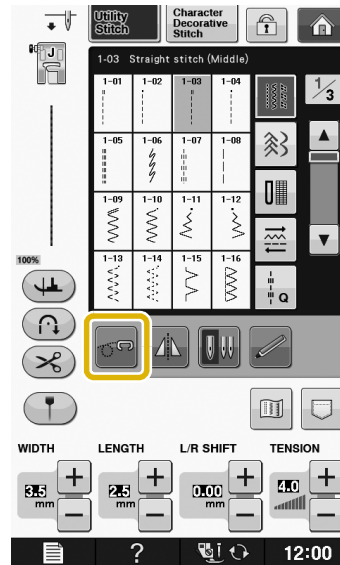 Utility
Stitch
Character
Decorative
Stitch
J
1-03 Straight stitch (Middle)
1/3
1-01 1-02 1-03 1-04
1-05 1-06 1-07 1-08
1-09 1-10 1-11 1-12
1-13 1-14 1-15 1-16
Q
100%
WIDTH LENGTH L/R SHIFT TENSION
3.5 mm 2.5 mm 0.00 mm 4.0
? 12:00